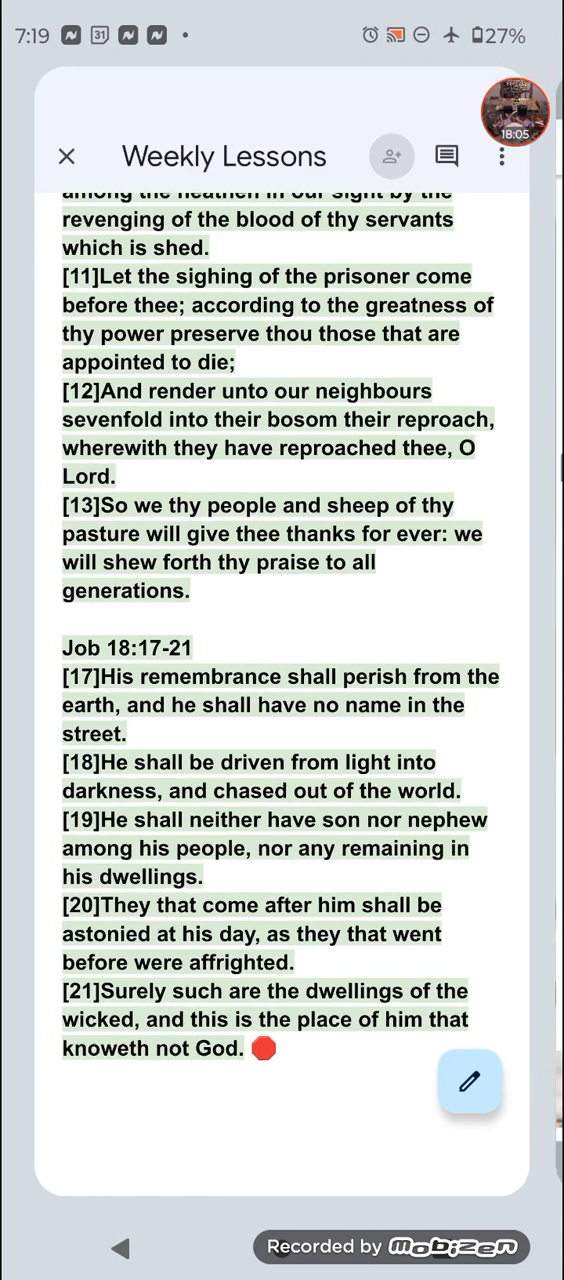 7:19
31
27%
18:05
Weekly Lessons
among the heathen in our sight by the
revenging of the blood of thy servants
which is shed.
[11]Let the sighing of the prisoner come
before thee; according to the greatness of
thy power preserve thou those that are
appointed to die;
[12]And render unto our neighbours
sevenfold into their bosom their reproach,
wherewith they have reproached thee, O
Lord.
[13]So we thy people and sheep of thy
pasture will give thee thanks for ever: we
will shew forth thy praise to all
generations.
Job 18:17-21
[17]His remembrance shall perish from the
earth, and he shall have no name in the
street.
[18]He shall be driven from light into
darkness, and chased out of the world.
[19]He shall neither have son nor nephew
among his people, nor any remaining in
his dwellings.
[20]They that come after him shall be
astonied at his day, as they that went
before were affrighted.
[21]Surely such are the dwellings of the
wicked, and this is the place of him that
knoweth not God. 🛑
Recorded by Mobizen